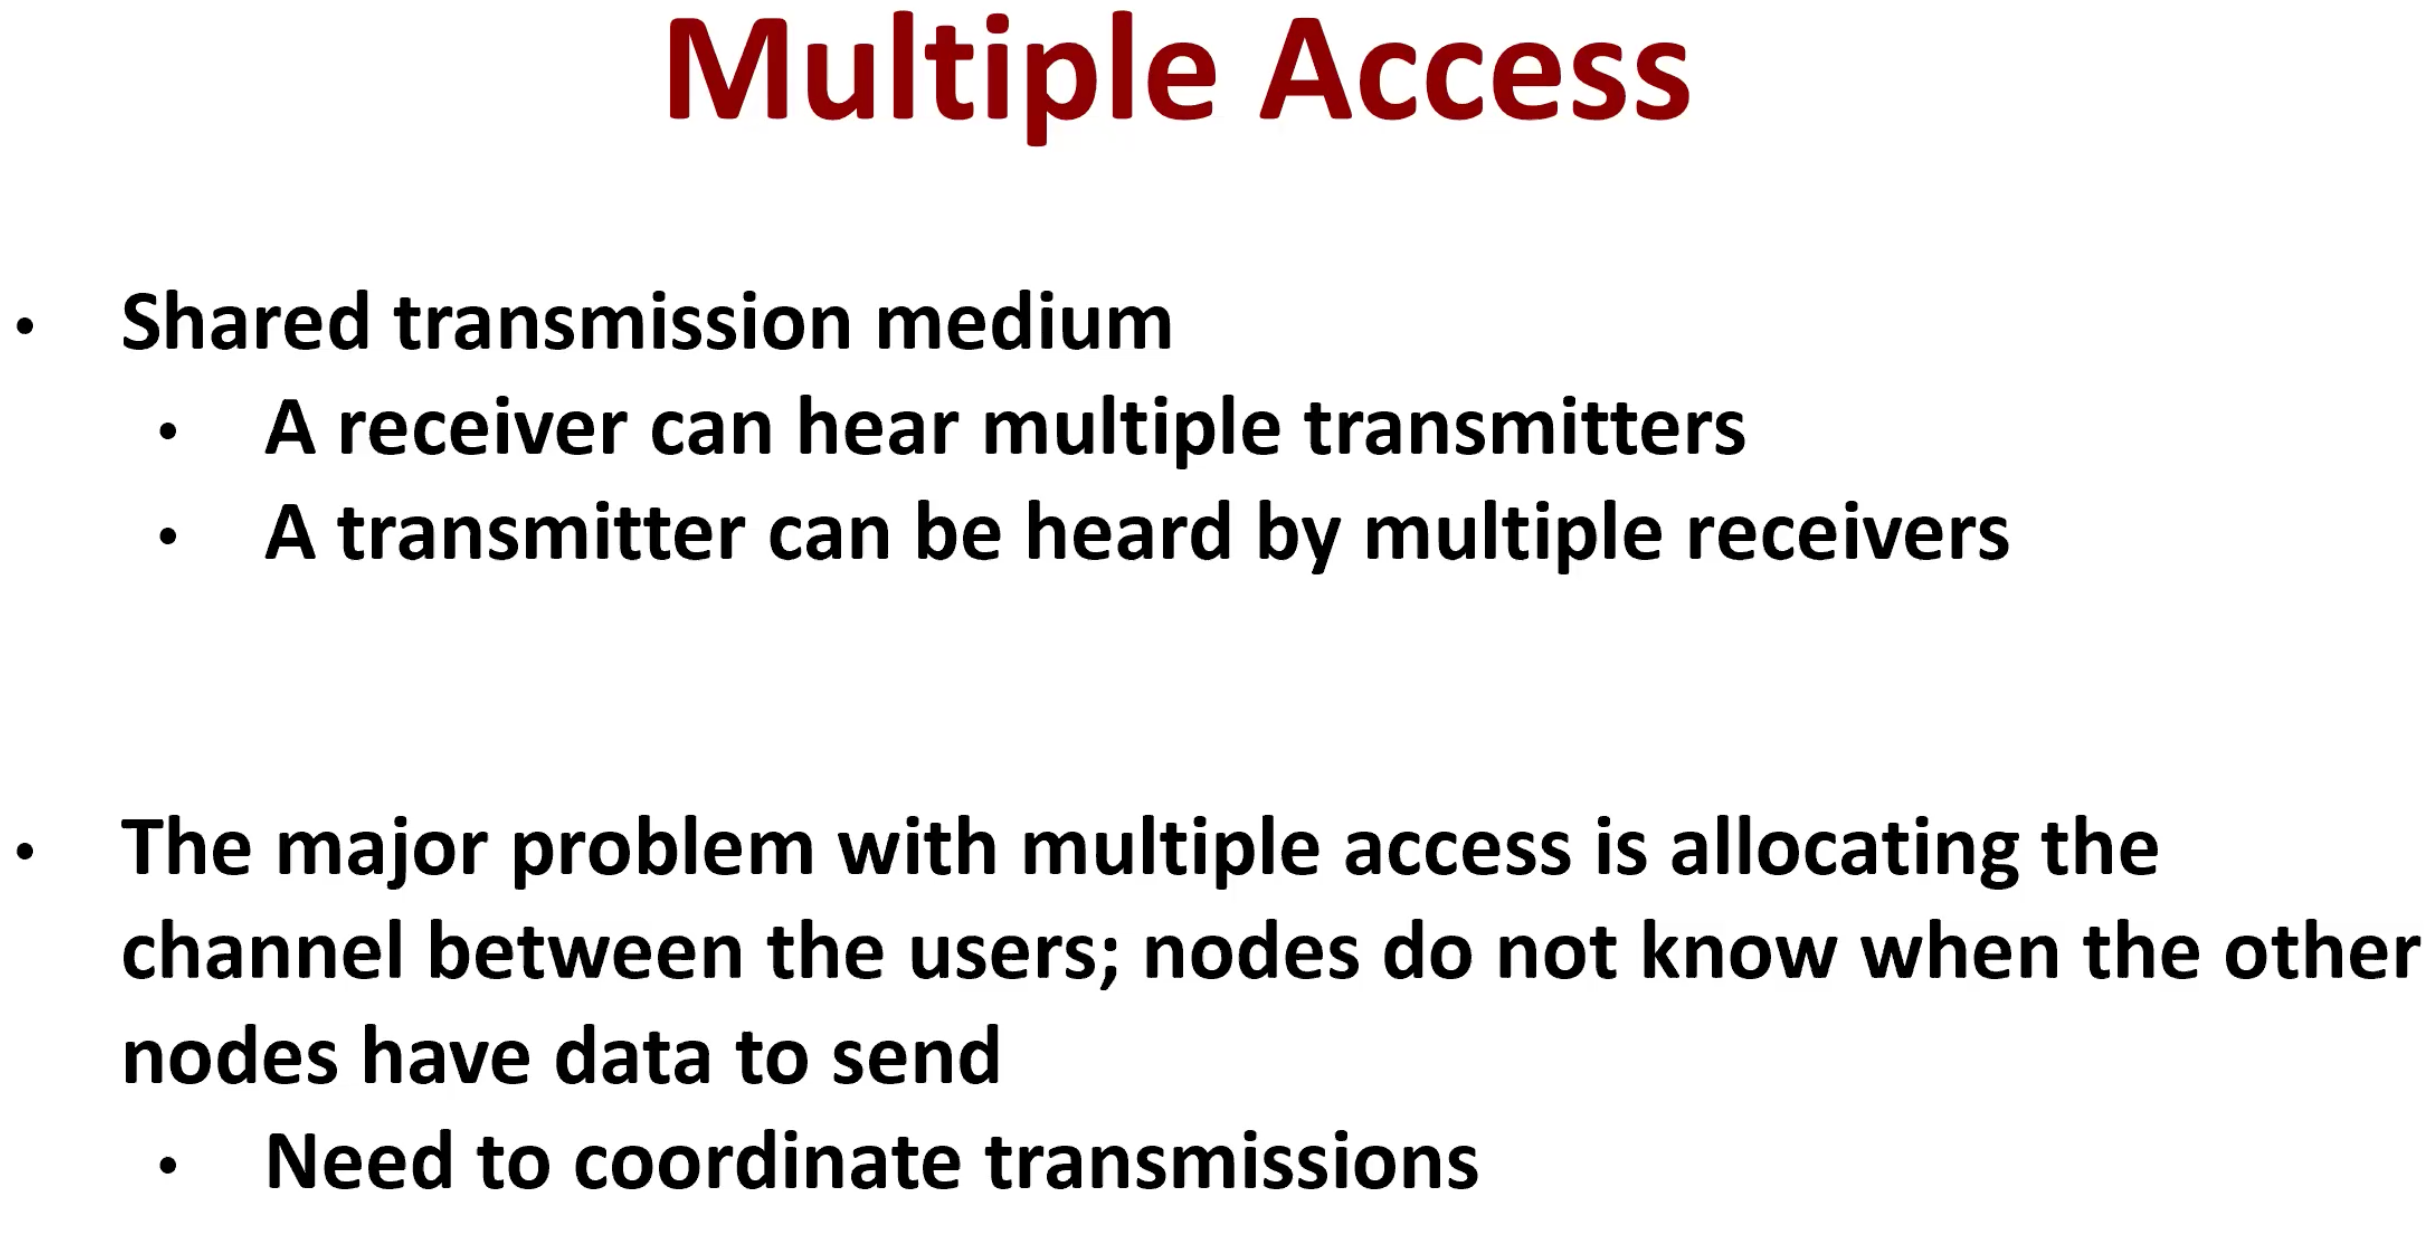 Multiple Access
• Shared transmission medium
• A receiver can hear multiple transmitters
• A transmitter can be heard by multiple receivers
• The major problem with multiple access is allocating the
channel between the users; nodes do not know when the other
nodes have data to send
• Need to coordinate transmissions